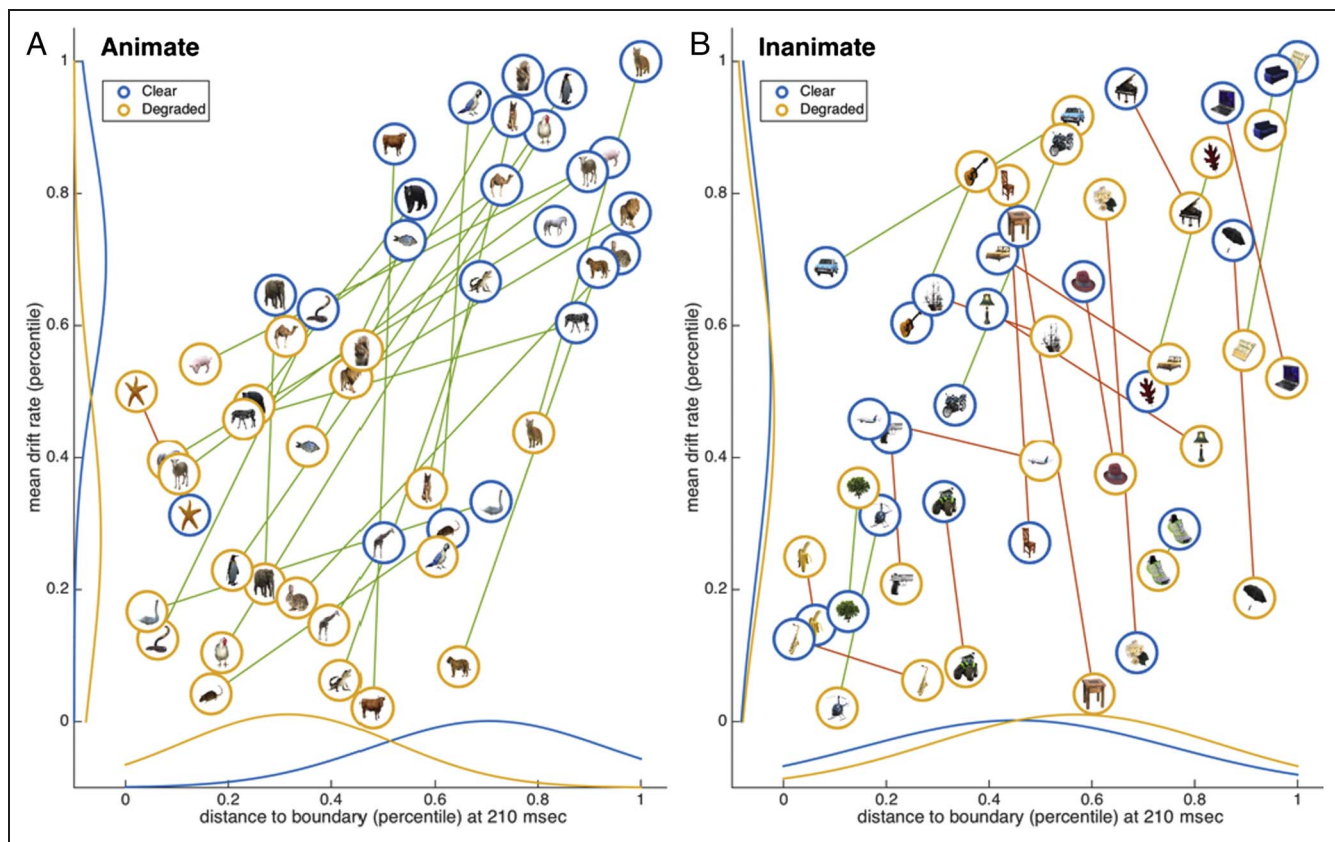 A Animate
Clear
Degraded
1
0.8
0.6
0.4
0.2
0
mean drift rate (percentile)
0 0.2 0.4 0.6 0.8 1
distance to boundary (percentile) at 210 msec
B Inanimate
Clear
Degraded
1
0.8
0.6
0.4
0.2
0
mean drift rate (percentile)
0 0.2 0.4 0.6 0.8 1
distance to boundary (percentile) at 210 msec